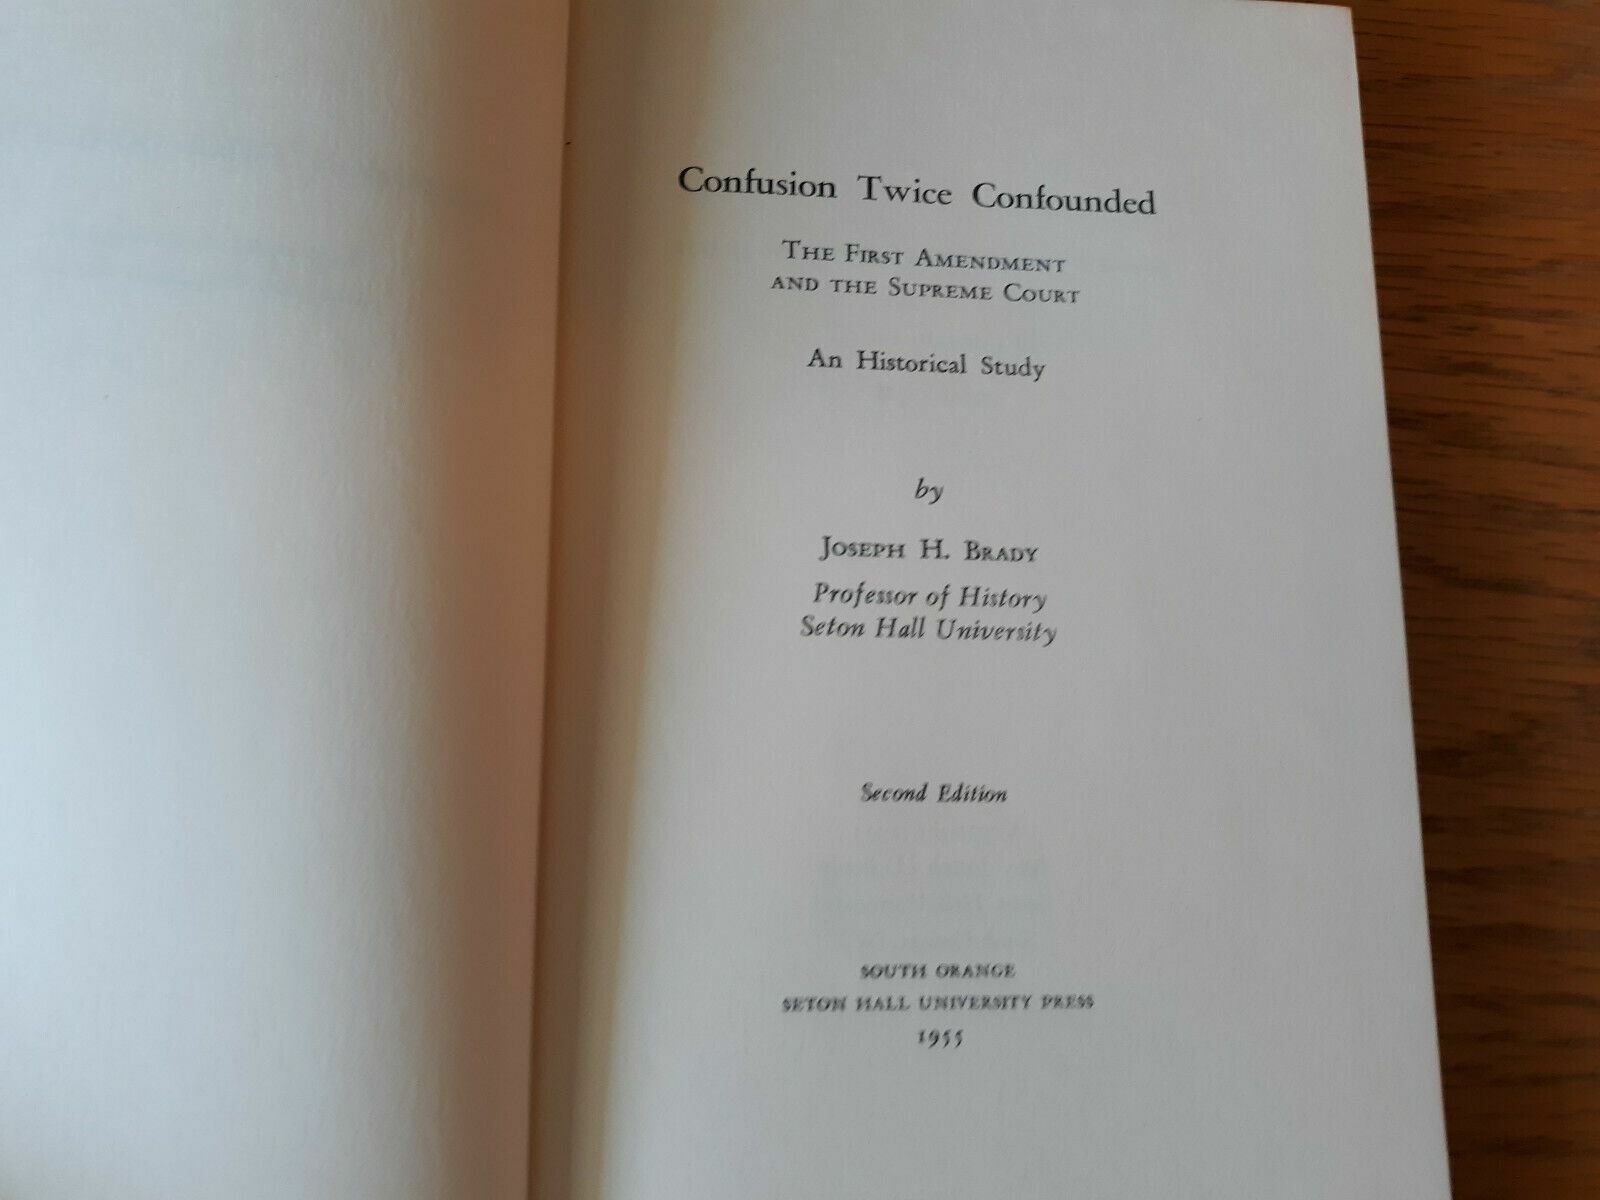 Confusion Twice Confounded
THE FIRST AMENDMENT
AND THE SUPREME COURT
An Historical Study
by
JOSEPH H. BRADY
Professor of History
Seton Hall University
Second Edition
SOUTH ORANGE
SETON HALL UNIVERSITY PRESS
1955